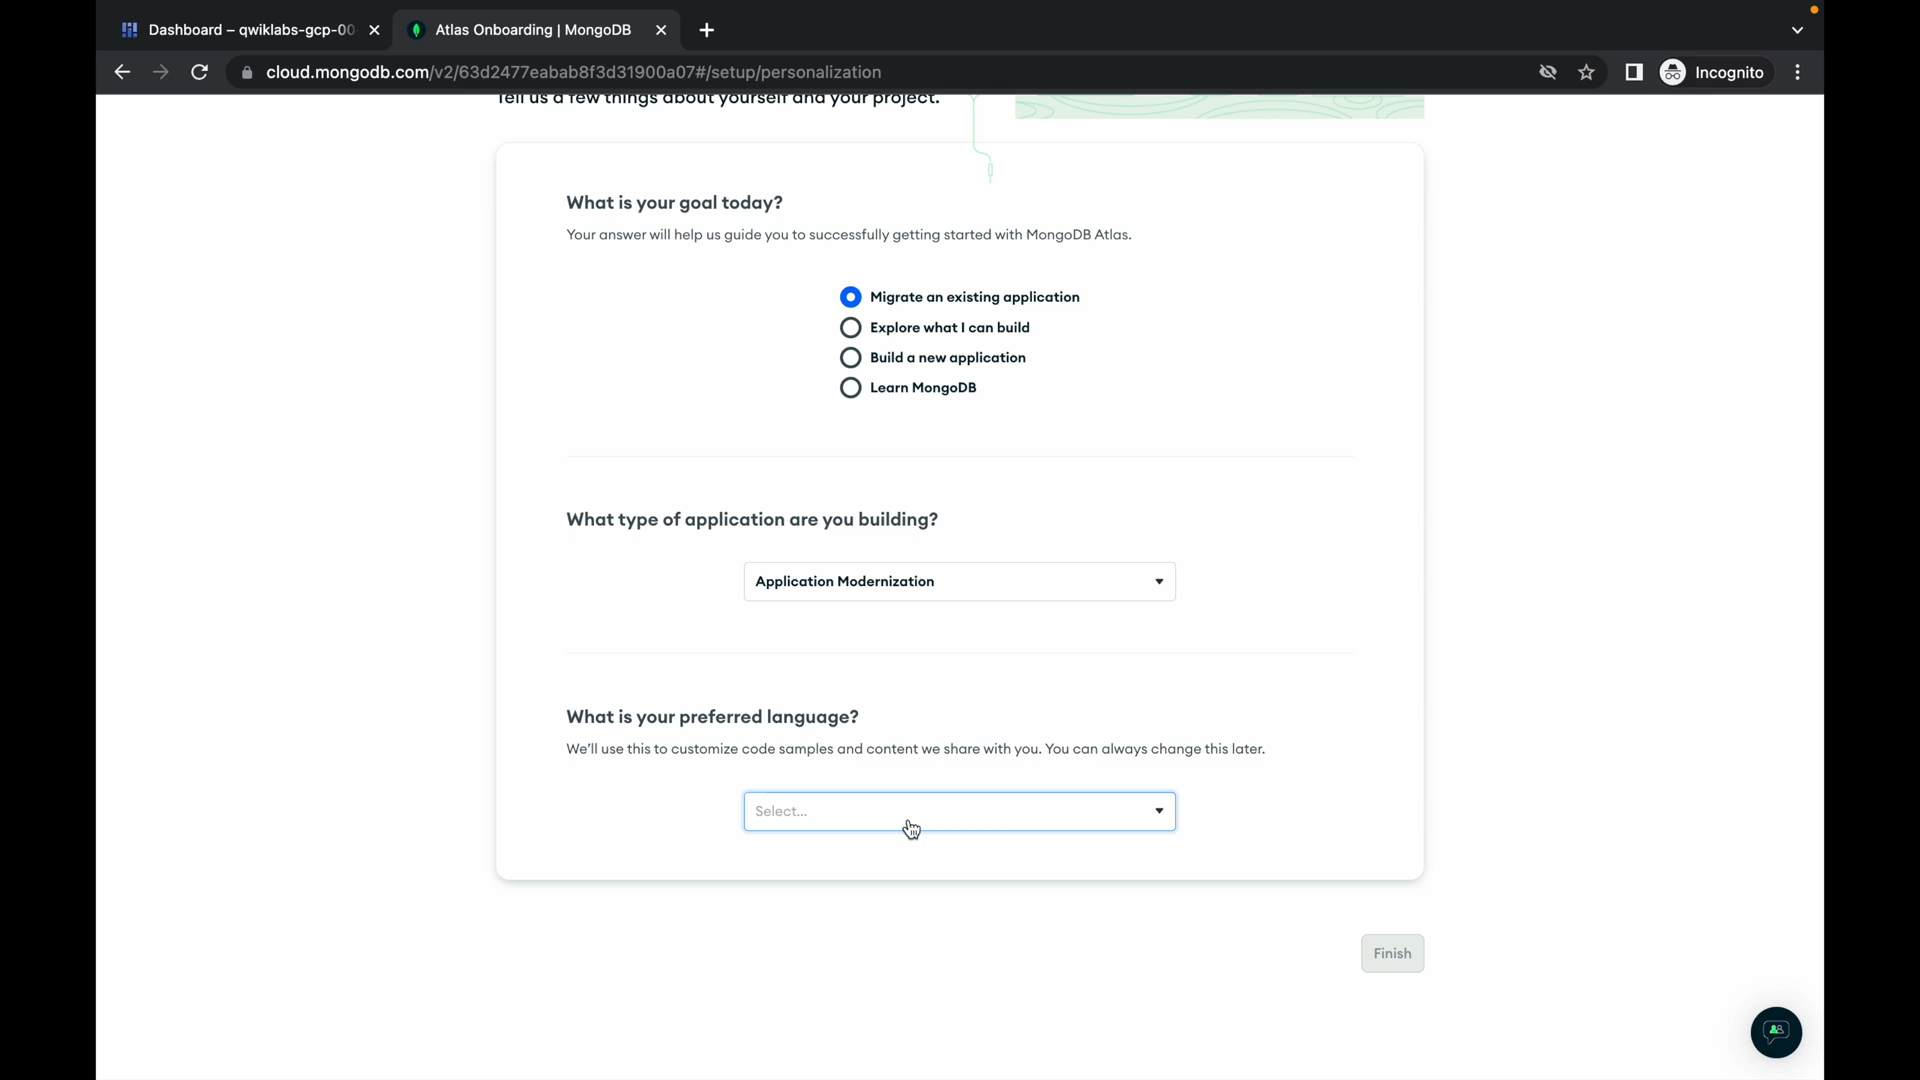 Dashboard – qwiklabs-gcp-00
Atlas Onboarding | MongoDB
cloud.mongodb.com/v2/63d2477eabab8f3d31900a07#/setup/personalization
Incognito
Tell us a few things about yourself and your project.
What is your goal today?
Your answer will help us guide you to successfully getting started with MongoDB Atlas.
Migrate an existing application
Explore what I can build
Build a new application
Learn MongoDB
What type of application are you building?
Application Modernization
What is your preferred language?
We’ll use this to customize code samples and content we share with you. You can always change this later.
Select...
Finish